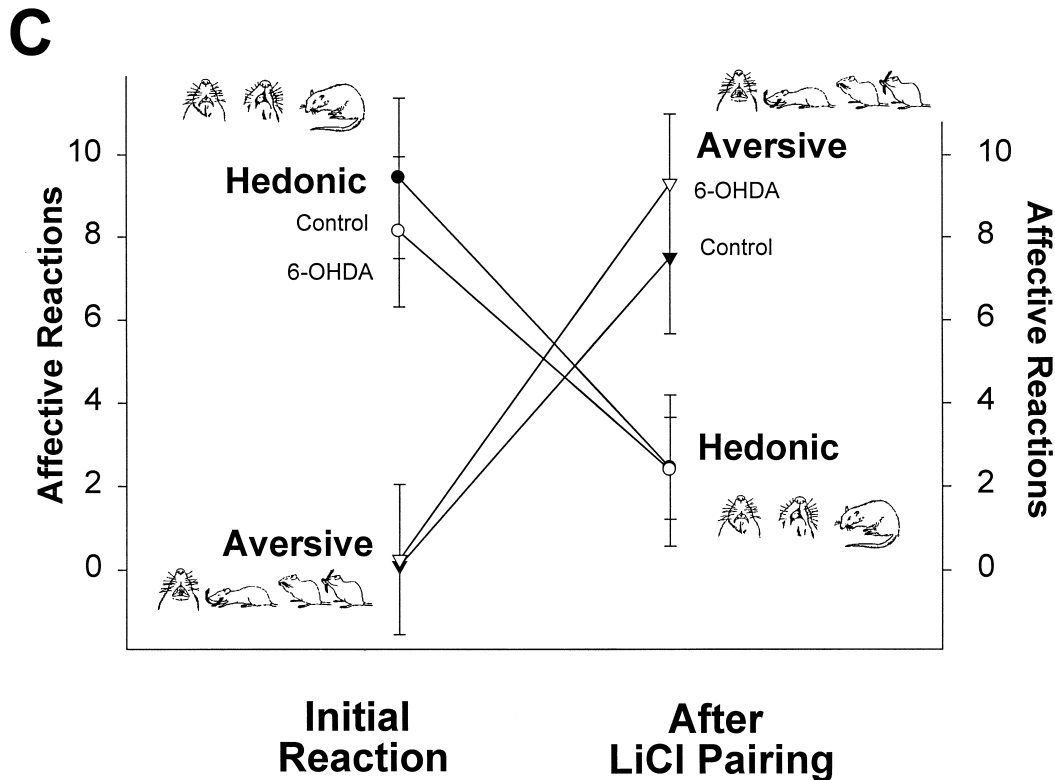 C
Hedonic
Control
6-OHDA
Aversive
Aversive
6-OHDA
Control
Hedonic
10
8
6
4
2
0
10
8
6
4
2
0
Affective Reactions
Affective Reactions
Initial
Reaction
After
LiCl Pairing